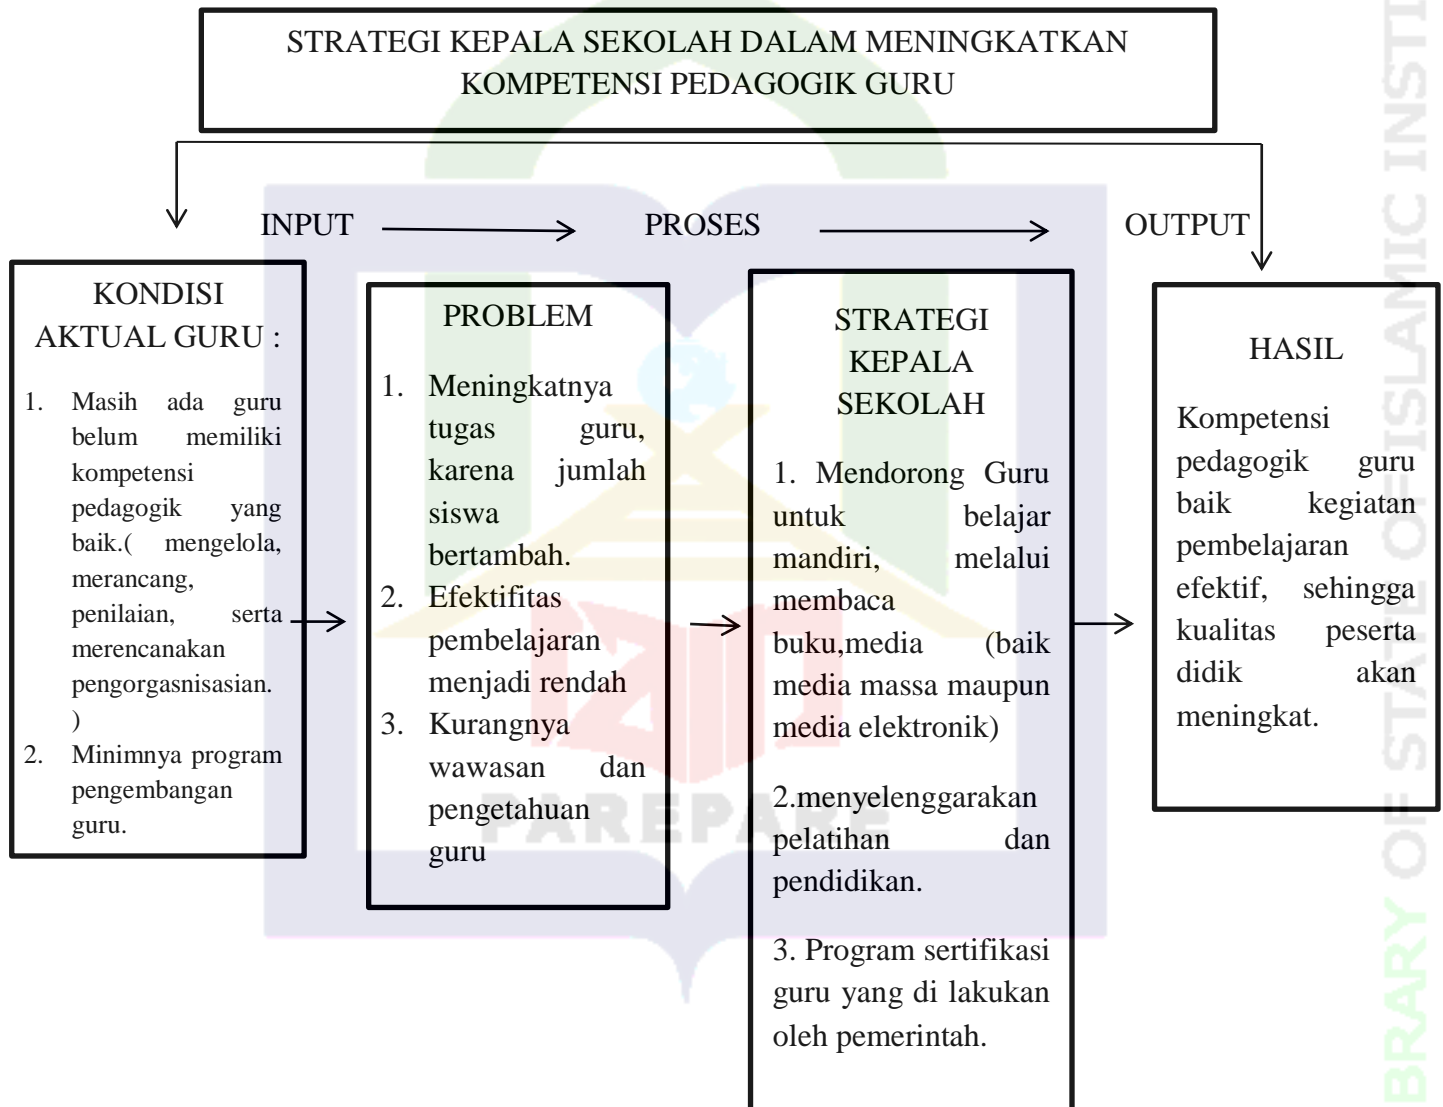 STRATEGI KEPALA SEKOLAH DALAM MENINGKATKAN
KOMPETENSI PEDAGOGIK GURU
INPUT
PROSES
OUTPUT
KONDISI
AKTUAL GURU :
1. Masih ada guru
belum memiliki
kompetensi
pedagogik yang
baik.( mengelola,
merancang,
penilaian, serta
merencanakan
pengorgasnisasian.
)
2. Minimnya program
pengembangan
guru.
PROBLEM
1. Meningkatnya
tugas guru,
karena jumlah
siswa
bertambah.
2. Efektifitas
pembelajaran
menjadi rendah
3. Kurangnya
wawasan dan
pengetahuan
guru
STRATEGI
KEPALA
SEKOLAH
1. Mendorong Guru
untuk belajar
mandiri, melalui
membaca
buku,media (baik
media massa maupun
media elektronik)
2.menyelenggarakan
pelatihan dan
pendidikan.
3. Program sertifikasi
guru yang di lakukan
oleh pemerintah.
HASIL
Kompetensi
pedagogik guru
baik kegiatan
pembelajaran
efektif, sehingga
kualitas peserta
didik akan
meningkat.
PAREPARE
OF STATE OF ISLAMIC